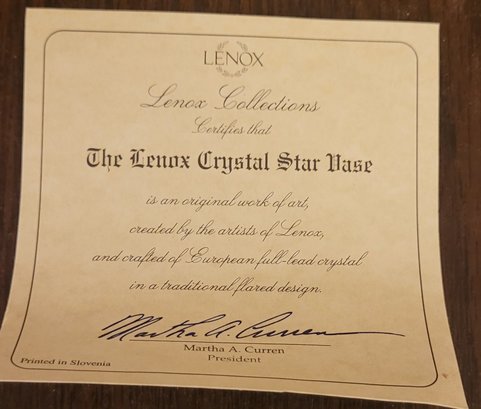 LENOX
Lenox Collections
Certifies that
The Lenox Crystal Star Vase
is an original work of art,
created by the artists of Lenox,
and crafted of European full-lead crystal
in a traditional flared design.
Martha A. Curren
Martha A. Curren
President
Printed in Slovenia